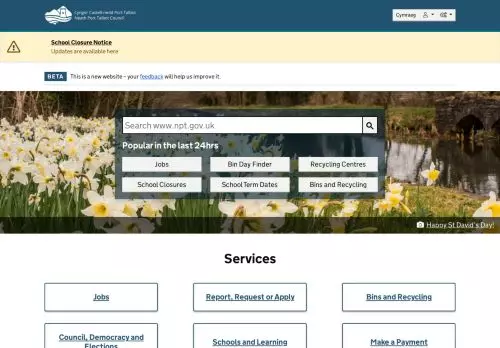 Cyngor Castell-nedd Port Talbot
Neath Port Talbot Council
Cymraeg
School Closure Notice
Updates are available here
BETA This is a new website – your feedback will help us improve it.
Search www.npt.gov.uk
Popular in the last 24hrs
Jobs Bin Day Finder Recycling Centres
School Closures School Term Dates Bins and Recycling
Happy St David's Day!
Services
Jobs Report, Request or Apply Bins and Recycling
Council, Democracy and
Elections
Schools and Learning Make a Payment